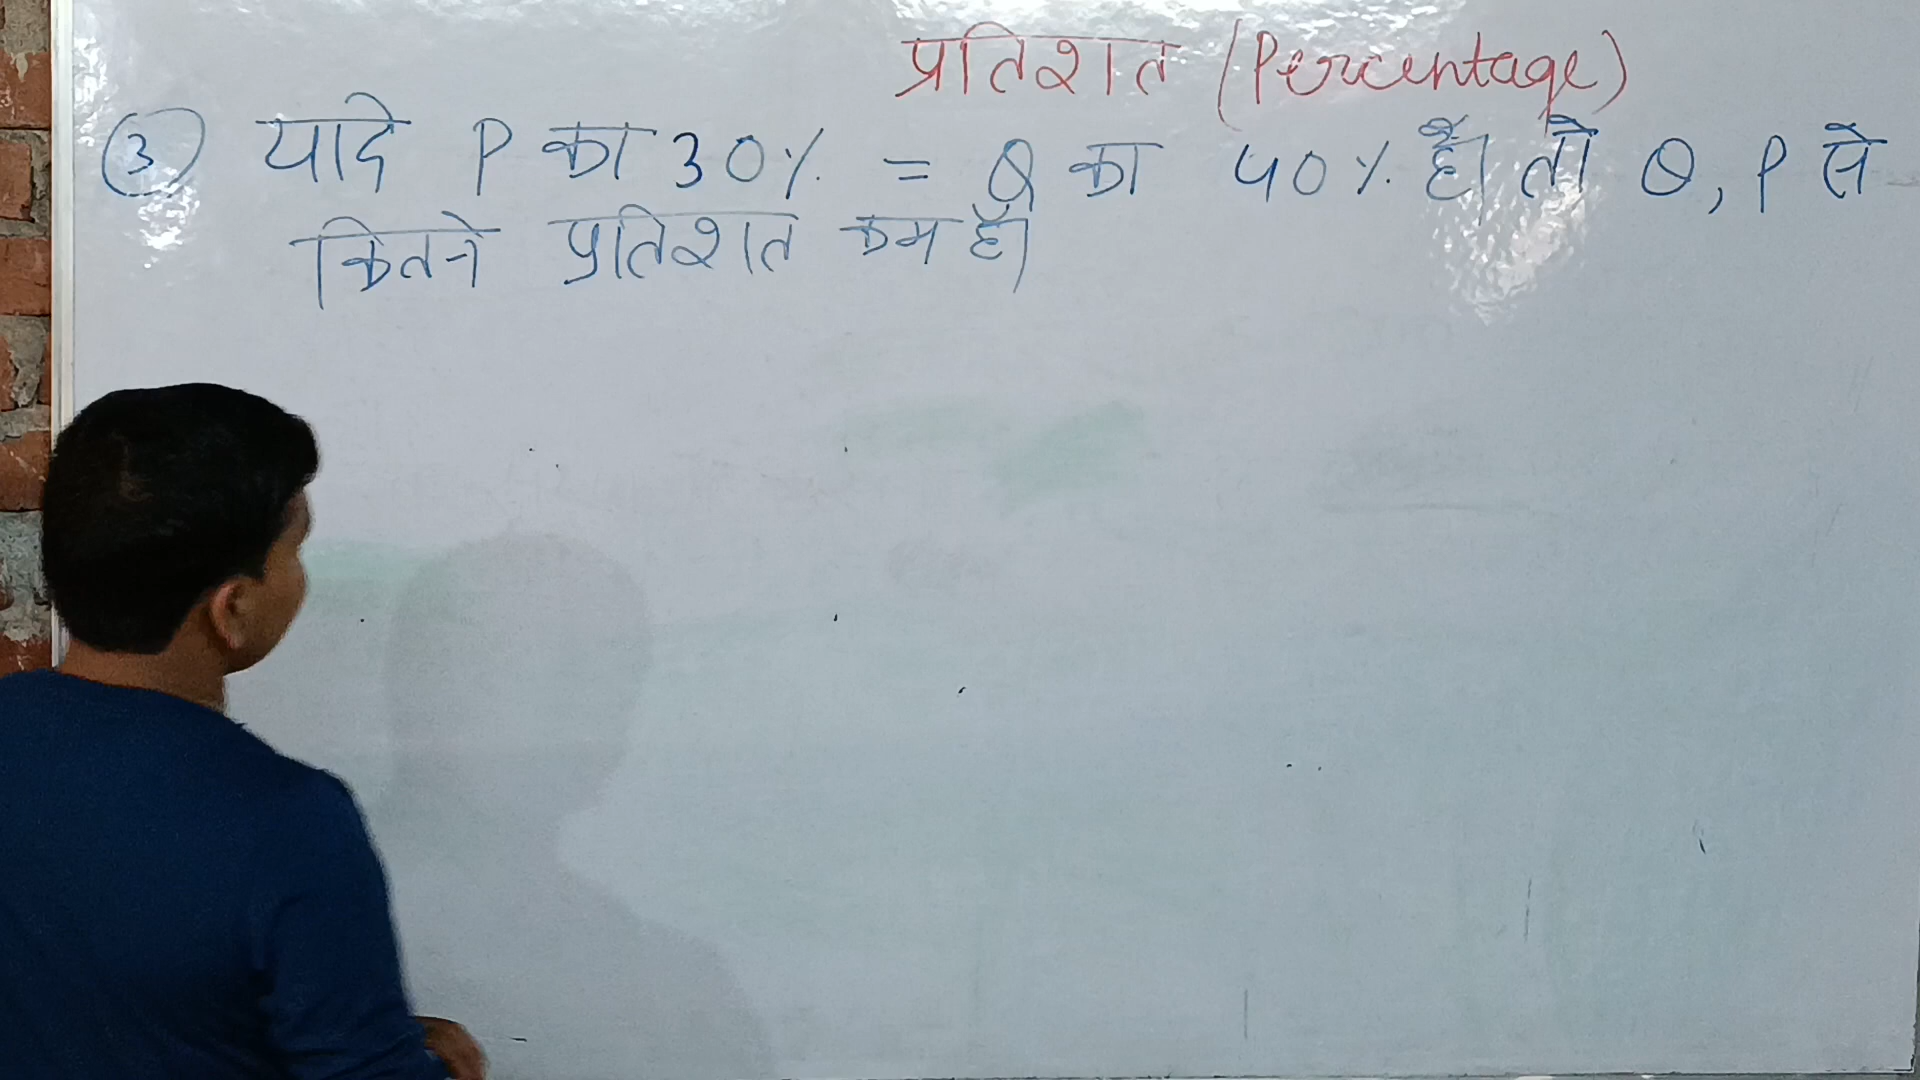 प्रतिशत (Percentage)
③ यदि P का 30% = Q का 40% है। तो Q, P से
कितने प्रतिशत कम है।